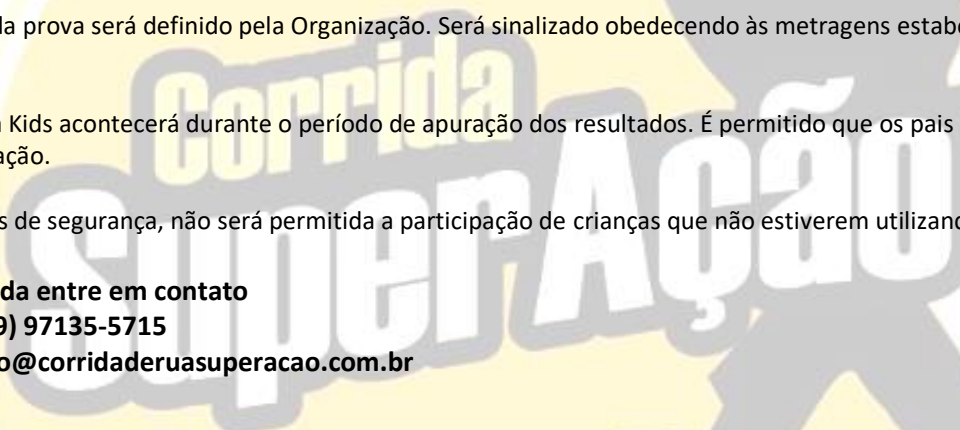 da prova será definido pela Organização. Será sinalizado obedecendo às metragens estab
Kids acontecerá durante o período de apuração dos resultados. É permitido que os pais
ação.
s de segurança, não será permitida a participação de crianças que não estiverem utilizand
da entre em contato
9) 97135-5715
o@corridaderuasuperacao.com.br
Corrida
SuperAção